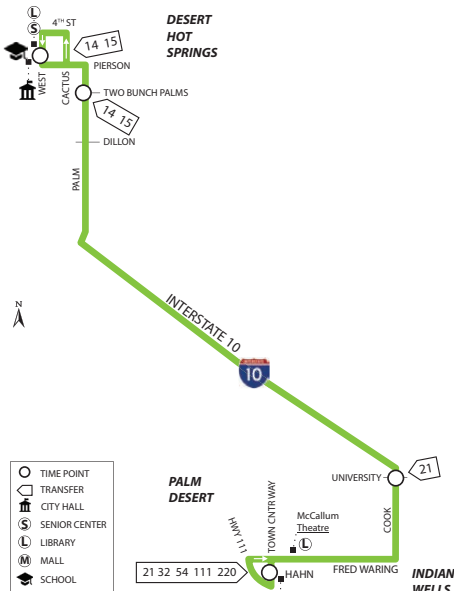 L
S
4TH ST
14 15
DESERT
HOT
SPRINGS
PIERSON
WEST
CACTUS
TWO BUNCH PALMS
14 15
DILLON
PALM
N
INTERSTATE 10
INTERSTATE
10
UNIVERSITY
21
COOK
PALM
DESERT
HWY 111
TOWN CNTR WAY
McCallum
Theatre
L
FRED WARING
HAHN
21 32 54 111 220
INDIAN
WELLS
TIME POINT
TRANSFER
CITY HALL
S SENIOR CENTER
L LIBRARY
M MALL
SCHOOL